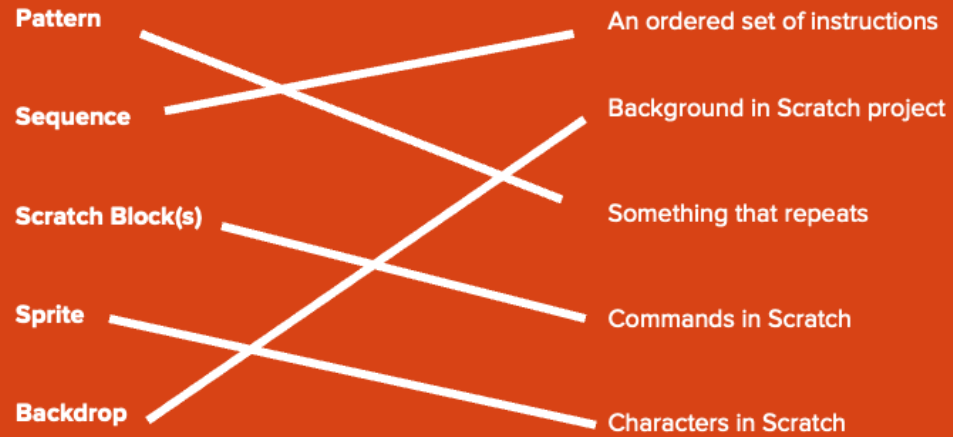 Pattern
An ordered set of instructions
Sequence
Background in Scratch project
Scratch Block(s)
Something that repeats
Sprite
Commands in Scratch
Backdrop
Characters in Scratch